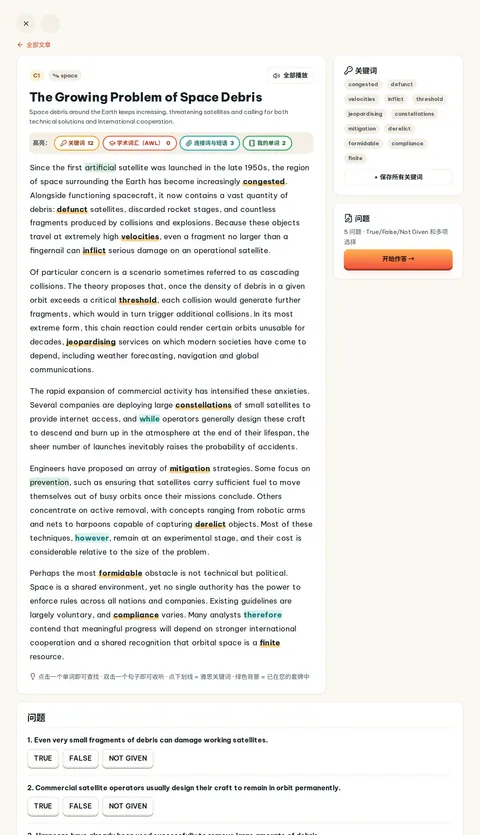 ← 全部文章
C1 space 全部播放
The Growing Problem of Space Debris
Space debris around Earth keeps increasing, threatening satellites and calling for both
technical solutions and international cooperation.
高亮: 关键词 12 学术词汇（AWL） 0 连接词与短语 3 我的单词 2
Since the first artificial satellite was launched in the late 1950s, the region
of space surrounding the Earth has become increasingly congested.
Alongside functioning spacecraft, it now contains a vast quantity of
debris: defunct satellites, discarded rocket stages, and countless
fragments produced by collisions and explosions. Because these objects
travel at extremely high velocities, even a fragment no larger than a
fingernail can inflict serious damage on an operational satellite.
Of particular concern is a scenario sometimes referred to as cascading
collisions. The theory proposes that, once the density of debris in a given
orbit exceeds a critical threshold, each collision would generate further
fragments, which would in turn trigger additional collisions. In its most
extreme form, this chain reaction could render certain orbits unusable for
decades, jeopardising services on which modern societies have come to
depend, including weather forecasting, navigation and global
communications.
The rapid expansion of commercial activity has intensified these anxieties.
Several companies are deploying large constellations of small satellites to
provide internet access, and while operators generally design these craft
to descend and burn up in the atmosphere at the end of their lifespan, the
sheer number of launches inevitably raises the probability of accidents.
Engineers have proposed an array of mitigation strategies. Some focus on
prevention, such as ensuring that satellites carry sufficient fuel to move
themselves out of busy orbits once their missions conclude. Others
concentrate on active removal, with concepts ranging from robotic arms
and nets to harpoons capable of capturing derelict objects. Most of these
techniques, however, remain at an experimental stage, and their cost is
considerable relative to the size of the problem.
Perhaps the most formidable obstacle is not technical but political.
Space is a shared environment, yet no single authority has the power to
enforce rules across all nations and companies. Existing guidelines are
largely voluntary, and compliance varies. Many analysts therefore
contend that meaningful progress will depend on stronger international
cooperation and a shared recognition that orbital space is a finite
resource.
点击一个单词即可查找 · 双击一个句子即可收听 · 点下划线 = 雅思关键词 · 绿色背景 = 已在您的套牌中
关键词
congested defunct
velocities inflict threshold
jeopardising constellations
mitigation derelict
formidable compliance
finite
+ 保存所有关键词
问题
5 问题 · True/False/Not Given 和多项
选择
开始作答 →
问题
1. Even very small fragments of debris can damage working satellites.
TRUE FALSE NOT GIVEN
2. Commercial satellite operators usually design their craft to remain in orbit permanently.
TRUE FALSE NOT GIVEN